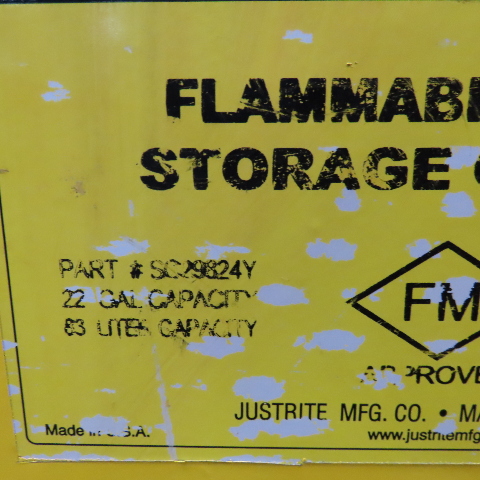 FLAMMAB
STORAGE
PART # SC29824Y
22 GAL CAPACITY
83 LITER CAPACITY
FM
APPROVE
JUSTRITE MFG. CO. • MA
Made in U.S.A.
www.justritemfg